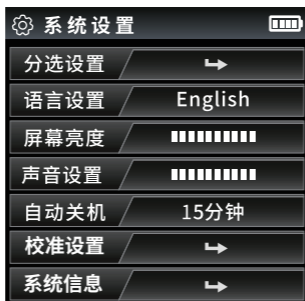 系统设置
分选设置
语言设置 English
屏幕亮度
声音设置
自动关机 15分钟
校准设置
系统信息